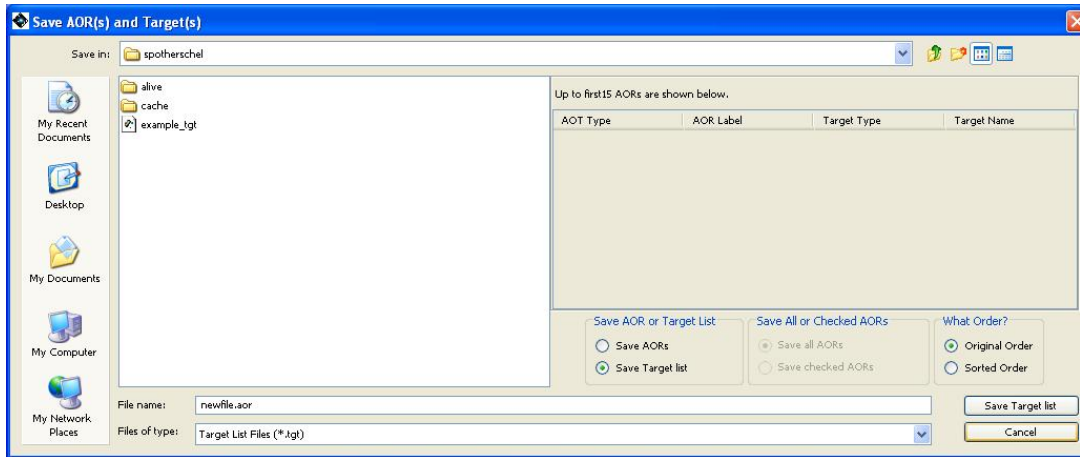 Save AOR(s) and Target(s)
Save in:
spotherschel
My Recent
Documents
Desktop
My Documents
My Computer
My Network
Places
alive
cache
example_tgt
Up to first15 AORs are shown below.
AOT Type AOR Label Target Type Target Name
Save AOR or Target List
Save AORs
Save Target list
Save All or Checked AORs
Save all AORs
Save checked AORs
What Order?
Original Order
Sorted Order
File name:
newfile.aor
Save Target list
Files of type:
Target List Files (*.tgt)
Cancel